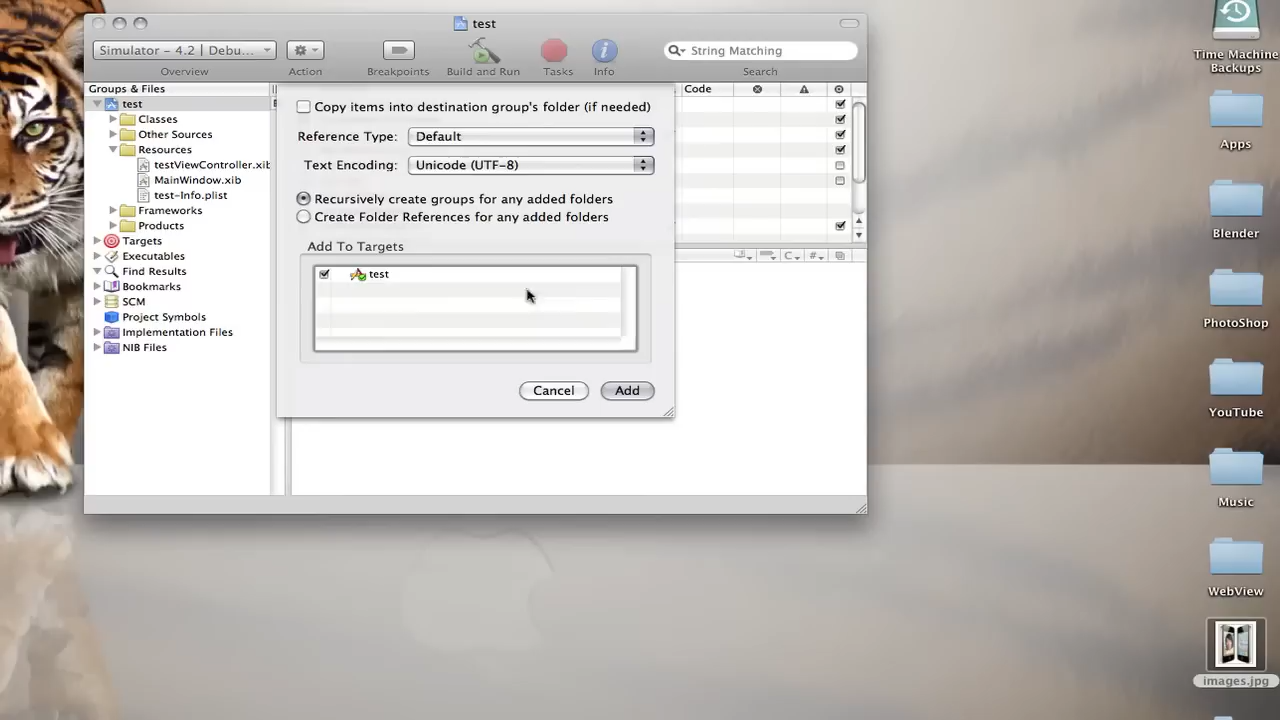 test
Simulator - 4.2 | Debu...
String Matching
Overview
Action
Breakpoints
Build and Run
Tasks
Info
Search
Groups & Files
Code
test
Classes
Other Sources
Resources
testViewController.xib
MainWindow.xib
test-Info.plist
Frameworks
Products
Targets
Executables
Find Results
Bookmarks
SCM
Project Symbols
Implementation Files
NIB Files
Copy items into destination group's folder (if needed)
Reference Type: Default
Text Encoding: Unicode (UTF-8)
Recursively create groups for any added folders
Create Folder References for any added folders
Add To Targets
test
Cancel
Add
C
#
Time Machine
Backups
Apps
Blender
PhotoShop
YouTube
Music
WebView
images.jpg